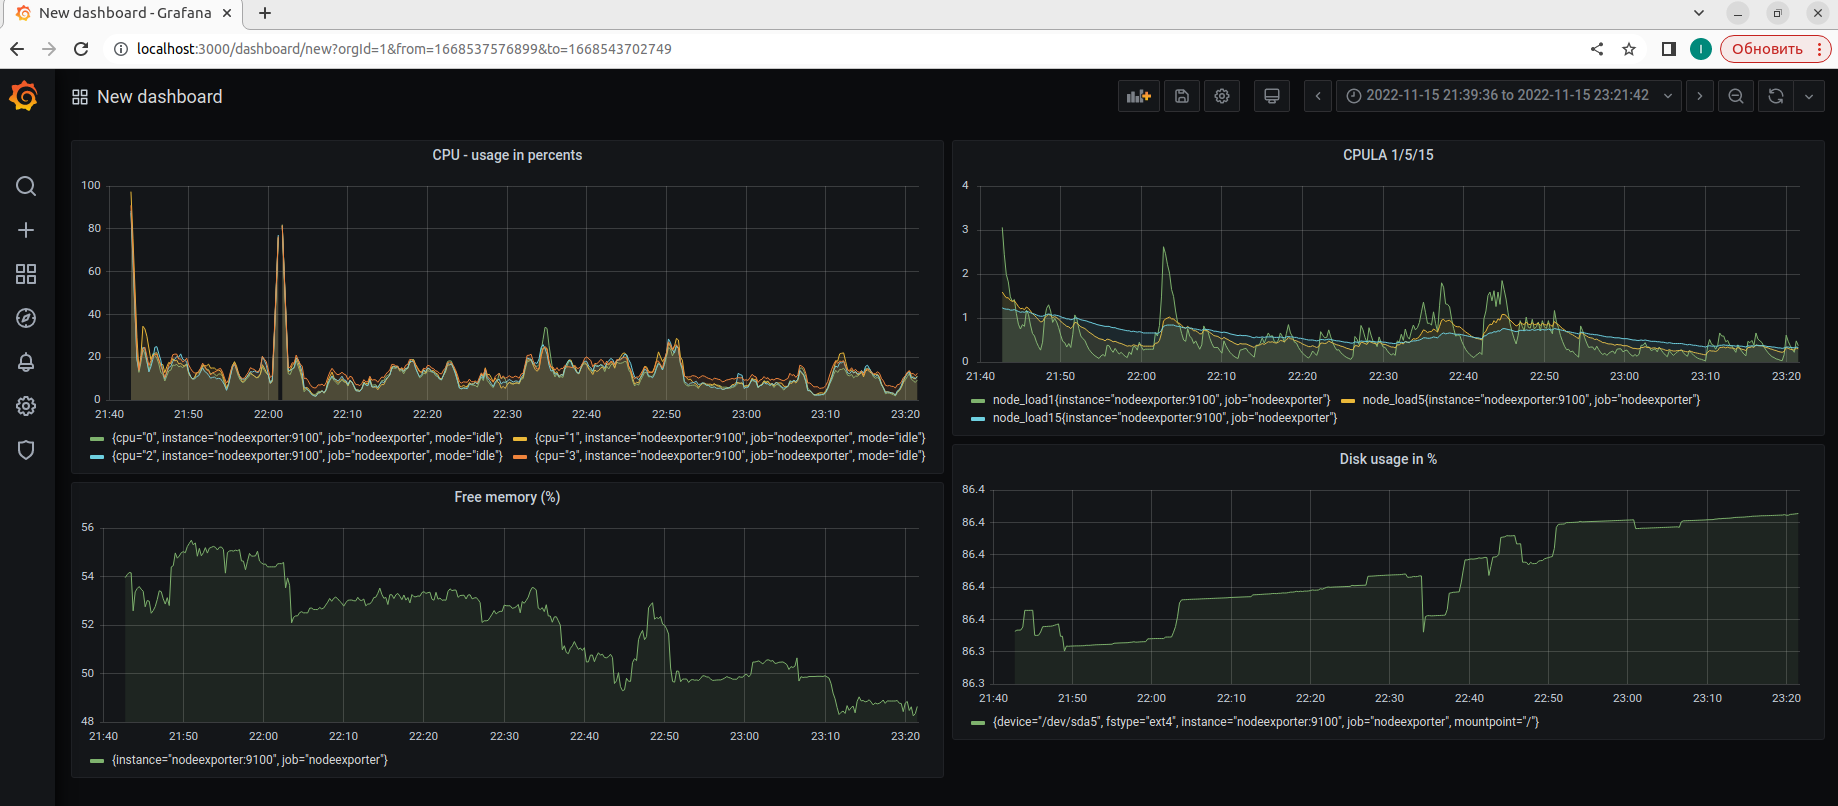 New dashboard - Grafana
localhost:3000/dashboard/new?orgId=1&from=1668537576899&to=1668543702749
I
Обновить
New dashboard
2022-11-15 21:39:36 to 2022-11-15 23:21:42
CPU - usage in percents
100
80
60
40
20
0
21:40 21:50 22:00 22:10 22:20 22:30 22:40 22:50 23:00 23:10 23:20
{cpu="0", instance="nodeexporter:9100", job="nodeexporter", mode="idle"} {cpu="1", instance="nodeexporter:9100", job="nodeexporter", mode="idle"}
{cpu="2", instance="nodeexporter:9100", job="nodeexporter", mode="idle"} {cpu="3", instance="nodeexporter:9100", job="nodeexporter", mode="idle"}
CPULA 1/5/15
4
3
2
1
0
21:40 21:50 22:00 22:10 22:20 22:30 22:40 22:50 23:00 23:10 23:20
node_load1{instance="nodeexporter:9100", job="nodeexporter"} node_load5{instance="nodeexporter:9100", job="nodeexporter"}
node_load15{instance="nodeexporter:9100", job="nodeexporter"}
Free memory (%)
56
54
52
50
48
21:40 21:50 22:00 22:10 22:20 22:30 22:40 22:50 23:00 23:10 23:20
{instance="nodeexporter:9100", job="nodeexporter"}
Disk usage in %
86.4
86.4
86.4
86.4
86.4
86.3
86.3
21:40 21:50 22:00 22:10 22:20 22:30 22:40 22:50 23:00 23:10 23:20
{device="/dev/sda5", fstype="ext4", instance="nodeexporter:9100", job="nodeexporter", mountpoint="/"}